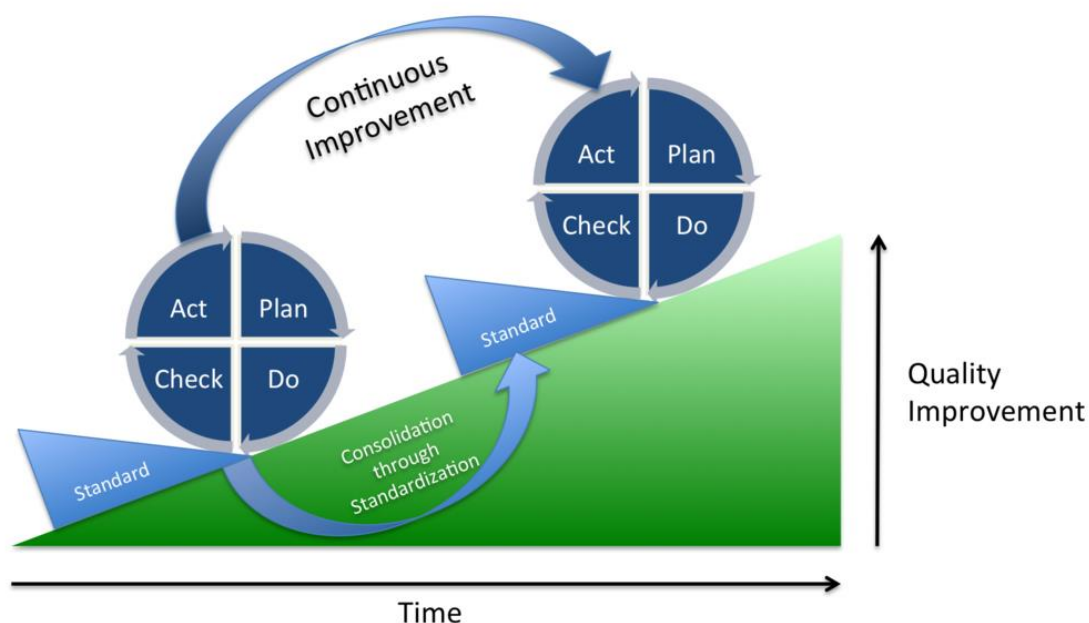 Continuous
Improvement
Act Plan
Check Do
Act Plan
Check Do
Standard
Standard
Consolidation
through
Standardization
Quality
Improvement
Time